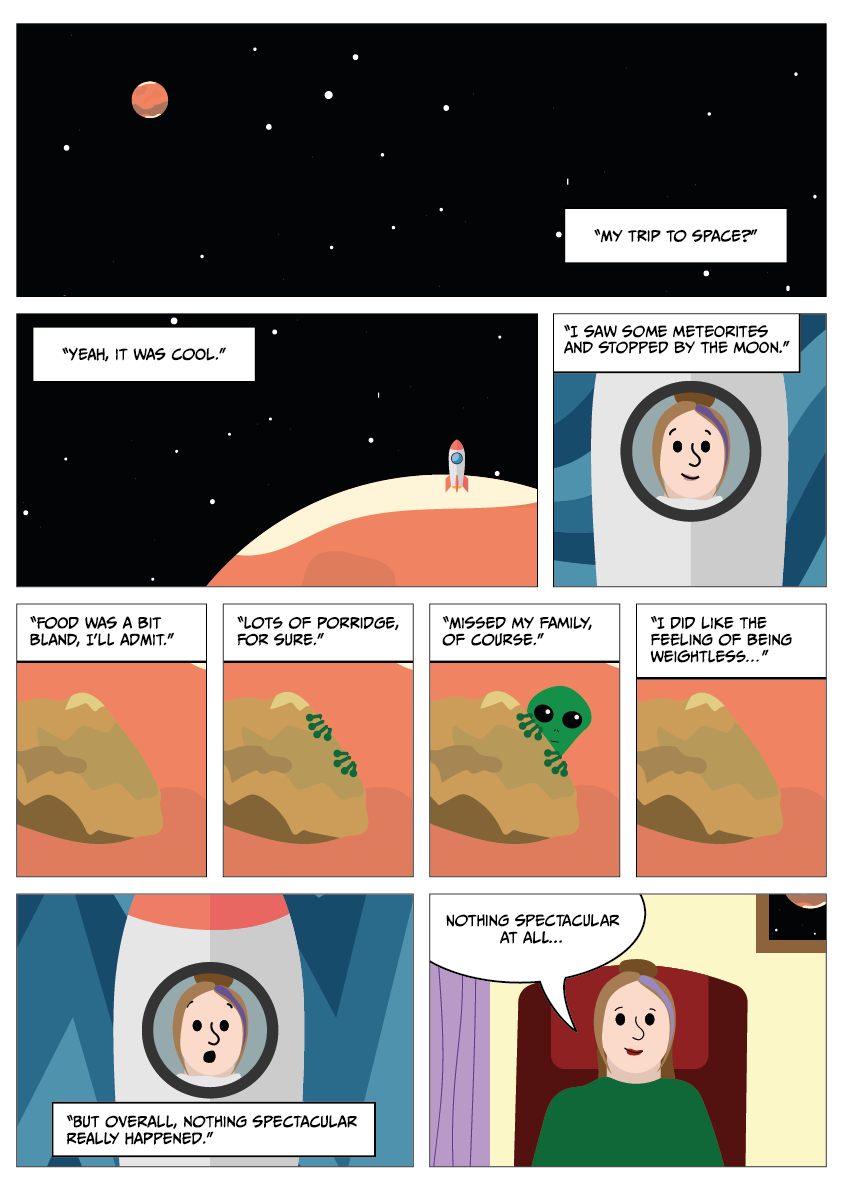 "MY TRIP TO SPACE?"
"YEAH, IT WAS COOL."
"I SAW SOME METEORITES
AND STOPPED BY THE MOON."
"FOOD WAS A BIT
BLAND, I'LL ADMIT."
"LOTS OF PORRIDGE,
FOR SURE."
"MISSED MY FAMILY,
OF COURSE."
"I DID LIKE THE
FEELING OF BEING
WEIGHTLESS..."
"BUT OVERALL, NOTHING SPECTACULAR
REALLY HAPPENED."
NOTHING SPECTACULAR
AT ALL...